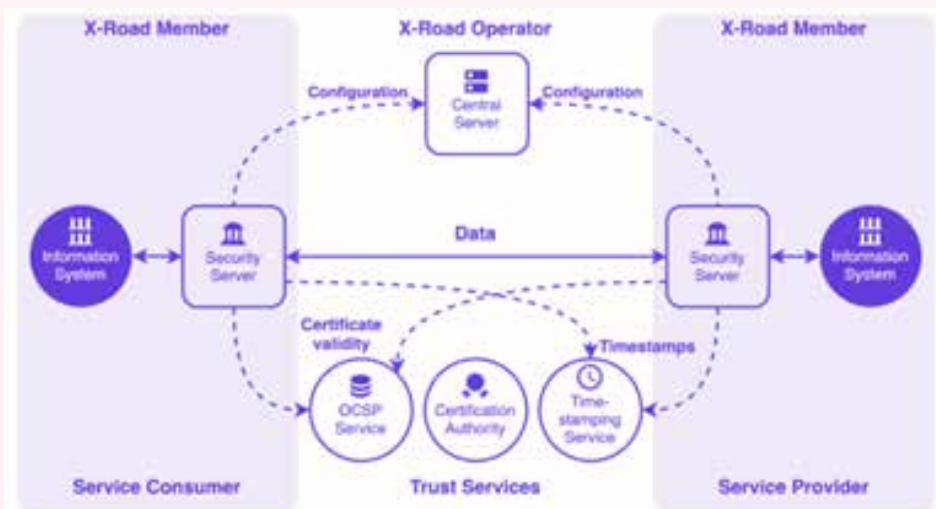 X-Road Member
X-Road Operator
X-Road Member
Configuration
Configuration
Central
Server
Information
System
Security
Server
Data
Security
Server
Information
System
Certificate
validity
Timestamps
OCSP
Service
Certification
Authority
Time-
stamping
Service
Service Consumer
Trust Services
Service Provider